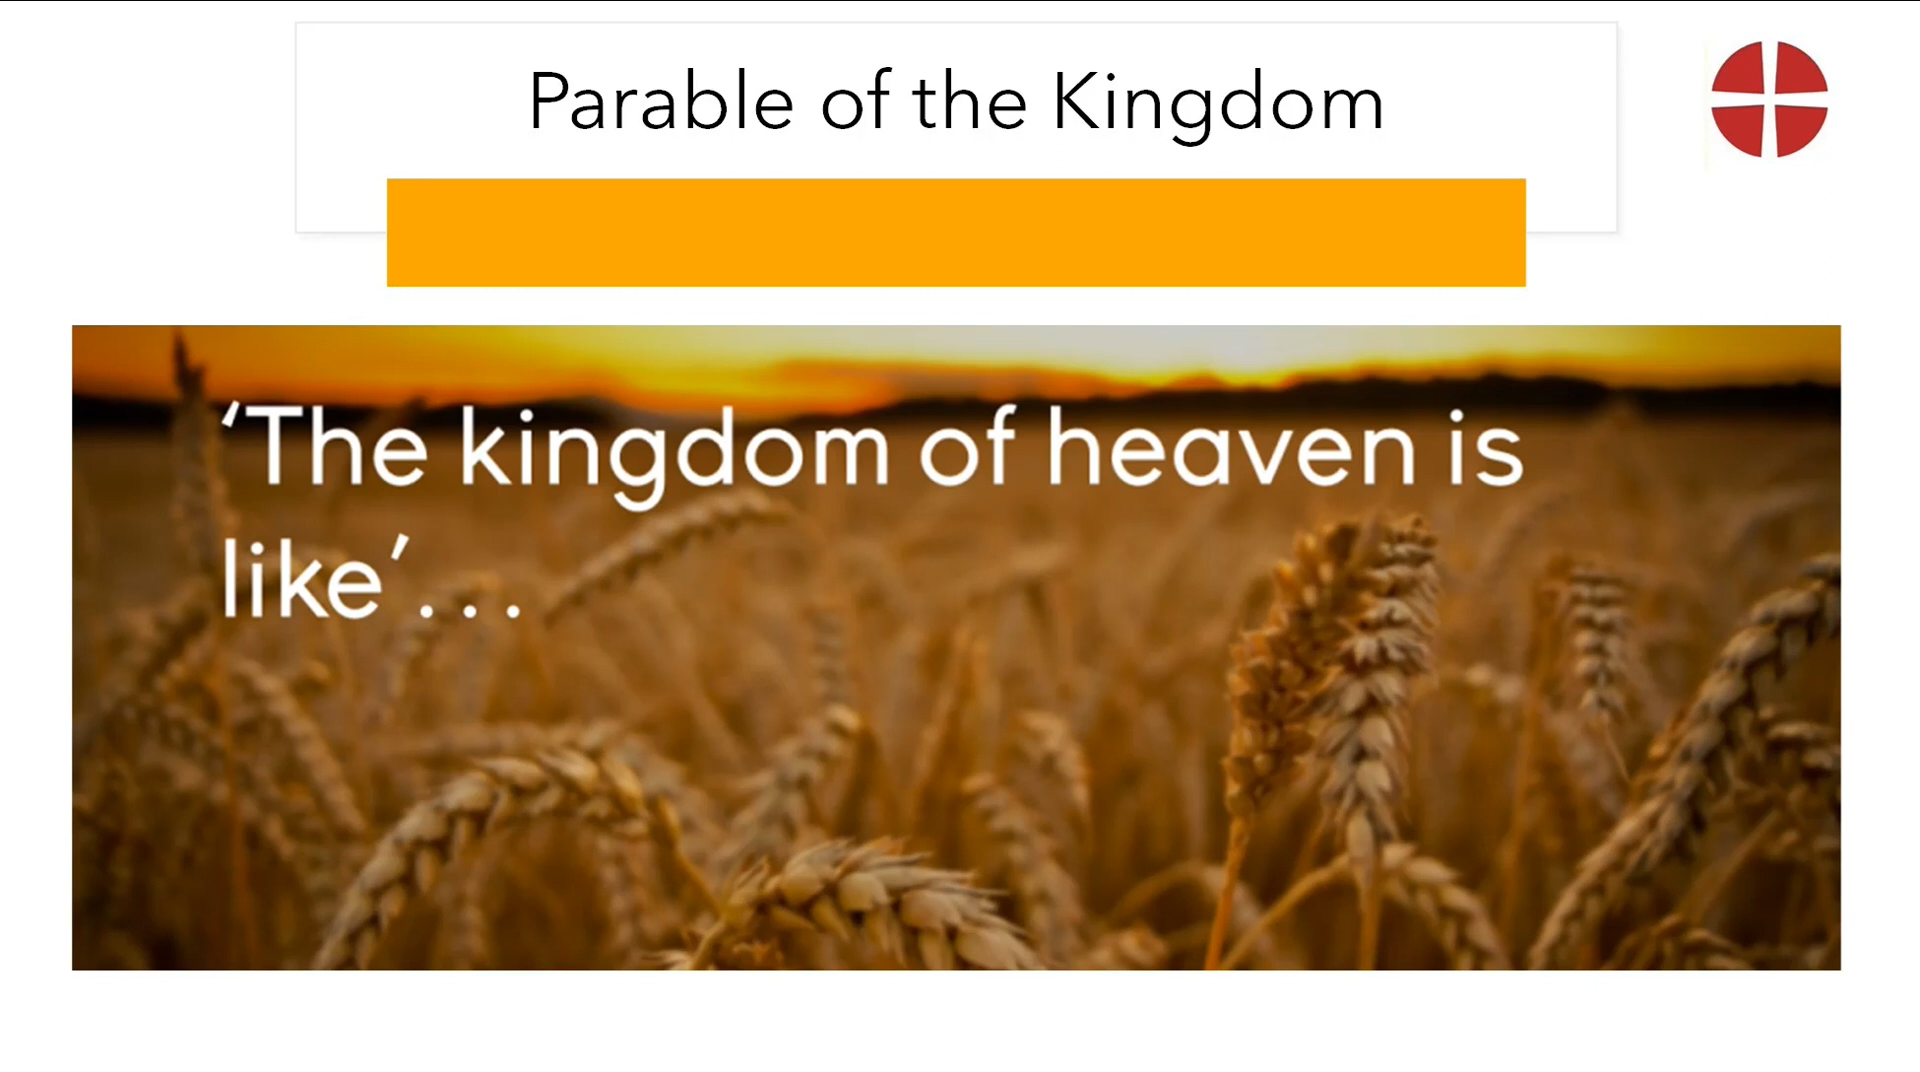 Parable of the Kingdom
‘The kingdom of heaven is
like’...